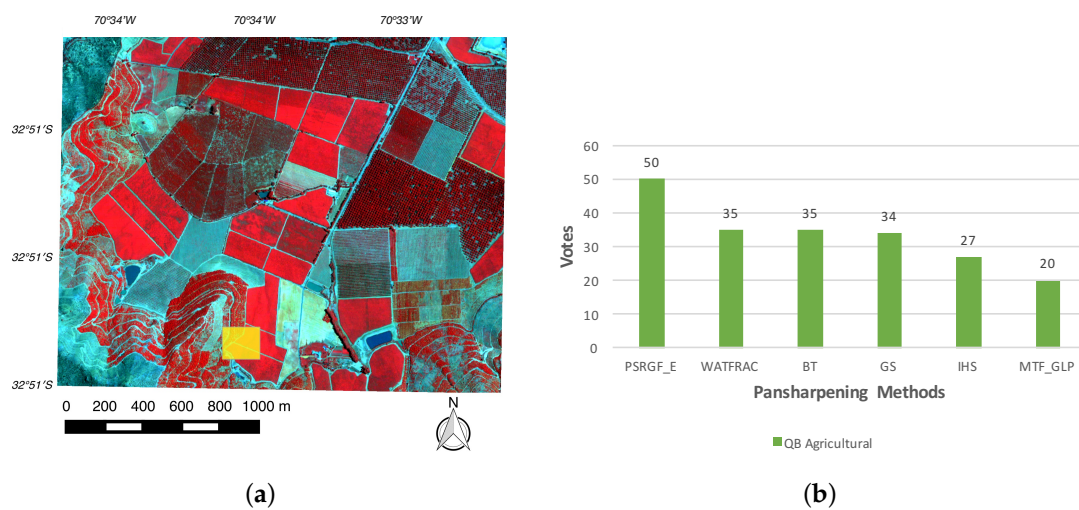 70°34'W 70°34'W 70°33'W
32°51'S
32°51'S
32°51'S
0 200 400 600 800 1000 m
N
(a)
60
50
40
30
20
10
0
Votes
50 35 35 34 27 20
PSRGF_E WATFRAC BT GS IHS MTF_GLP
Pansharpening Methods
QB Agricultural
(b)